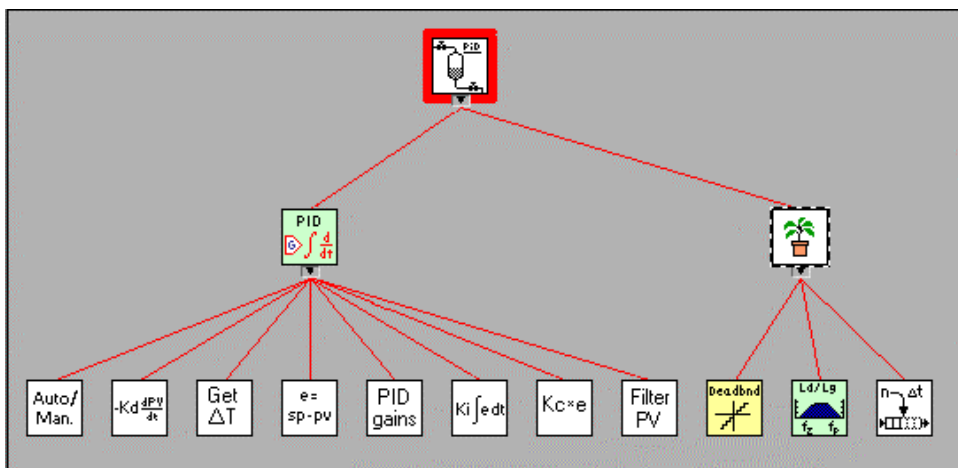 PID
PID
G ∫ d/dt
Auto/
Man.
-Kd dPV/dt
Get
ΔT
e=
sp-pv
PID
gains
Ki∫edt
Kc×e
Filter
PV
Deadbnd
Ld/Lg
fz fp
n Δt